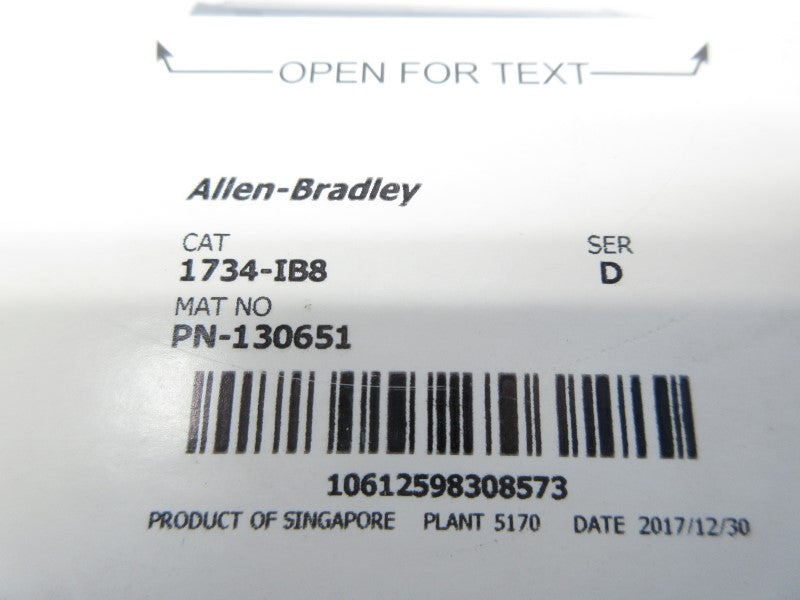 OPEN FOR TEXT
Allen-Bradley
CAT SER
1734-IB8 D
MAT NO
PN-130651
10612598308573
PRODUCT OF SINGAPORE PLANT 5170 DATE 2017/12/30